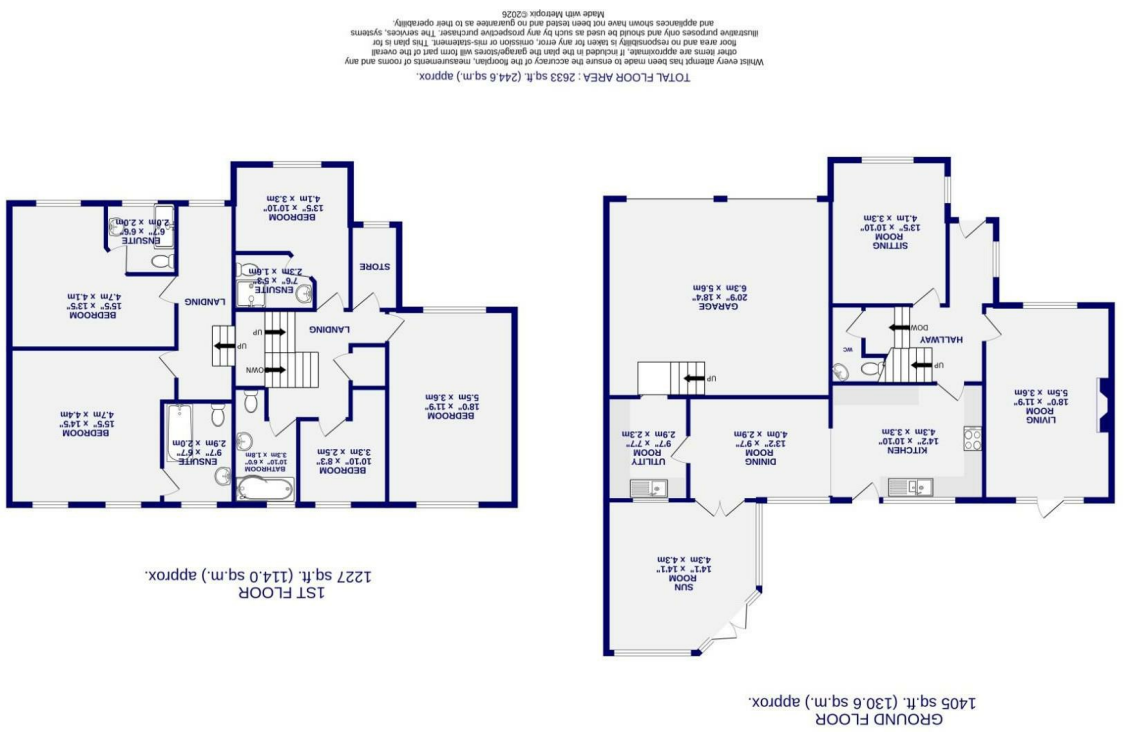 GROUND FLOOR
1405 sq.ft. (130.6 sq.m.) approx.
1ST FLOOR
1227 sq.ft. (114.0 sq.m.) approx.
SUN
ROOM
14'1" x 14'1"
4.3m x 4.3m
LIVING
ROOM
18'0" x 11'9"
5.5m x 3.6m
KITCHEN
14'2" x 10'10"
4.3m x 3.3m
DINING
ROOM
13'2" x 9'7"
4.0m x 2.9m
UTILITY
ROOM
9'7" x 7'7"
2.9m x 2.3m
UP
WC
UP
DOW
HALLWAY
GARAGE
20'9" x 18'4"
6.3m x 5.6m
SITTING
ROOM
13'5" x 10'10"
4.1m x 3.3m
BEDROOM
18'0" x 11'9"
5.5m x 3.6m
BEDROOM
10'10" x 8'3"
3.3m x 2.5m
BATHROOM
10'10" x 6'0"
3.3m x 1.8m
ENSUITE
9'7" x 6'7"
2.9m x 2.0m
BEDROOM
15'5" x 14'5"
4.7m x 4.4m
OWN
UP
UP
LANDING
LANDING
STORE
BEDROOM
15'5" x 13'5"
4.7m x 4.1m
ENSUITE
7'6" x 5'3"
2.3m x 1.6m
ENSUITE
6'7" x 6'6"
2.0m x 2.0m
BEDROOM
13'5" x 10'10"
4.1m x 3.3m
TOTAL FLOOR AREA : 2633 sq.ft. (244.6 sq.m.) approx.
Whilst every attempt has been made to ensure the accuracy of the floorplan, measurements of rooms and any
other items are approximate, if included in the plan the garage/stores will form part of the overall
floor area and no responsibility is taken for any error, omission or mis-statement. This plan is for
illustrative purposes only and should be used as such by any prospective purchaser. The services, systems
and appliances shown have not been tested and no guarantee as to their operability.
Made with Metropix ©2026